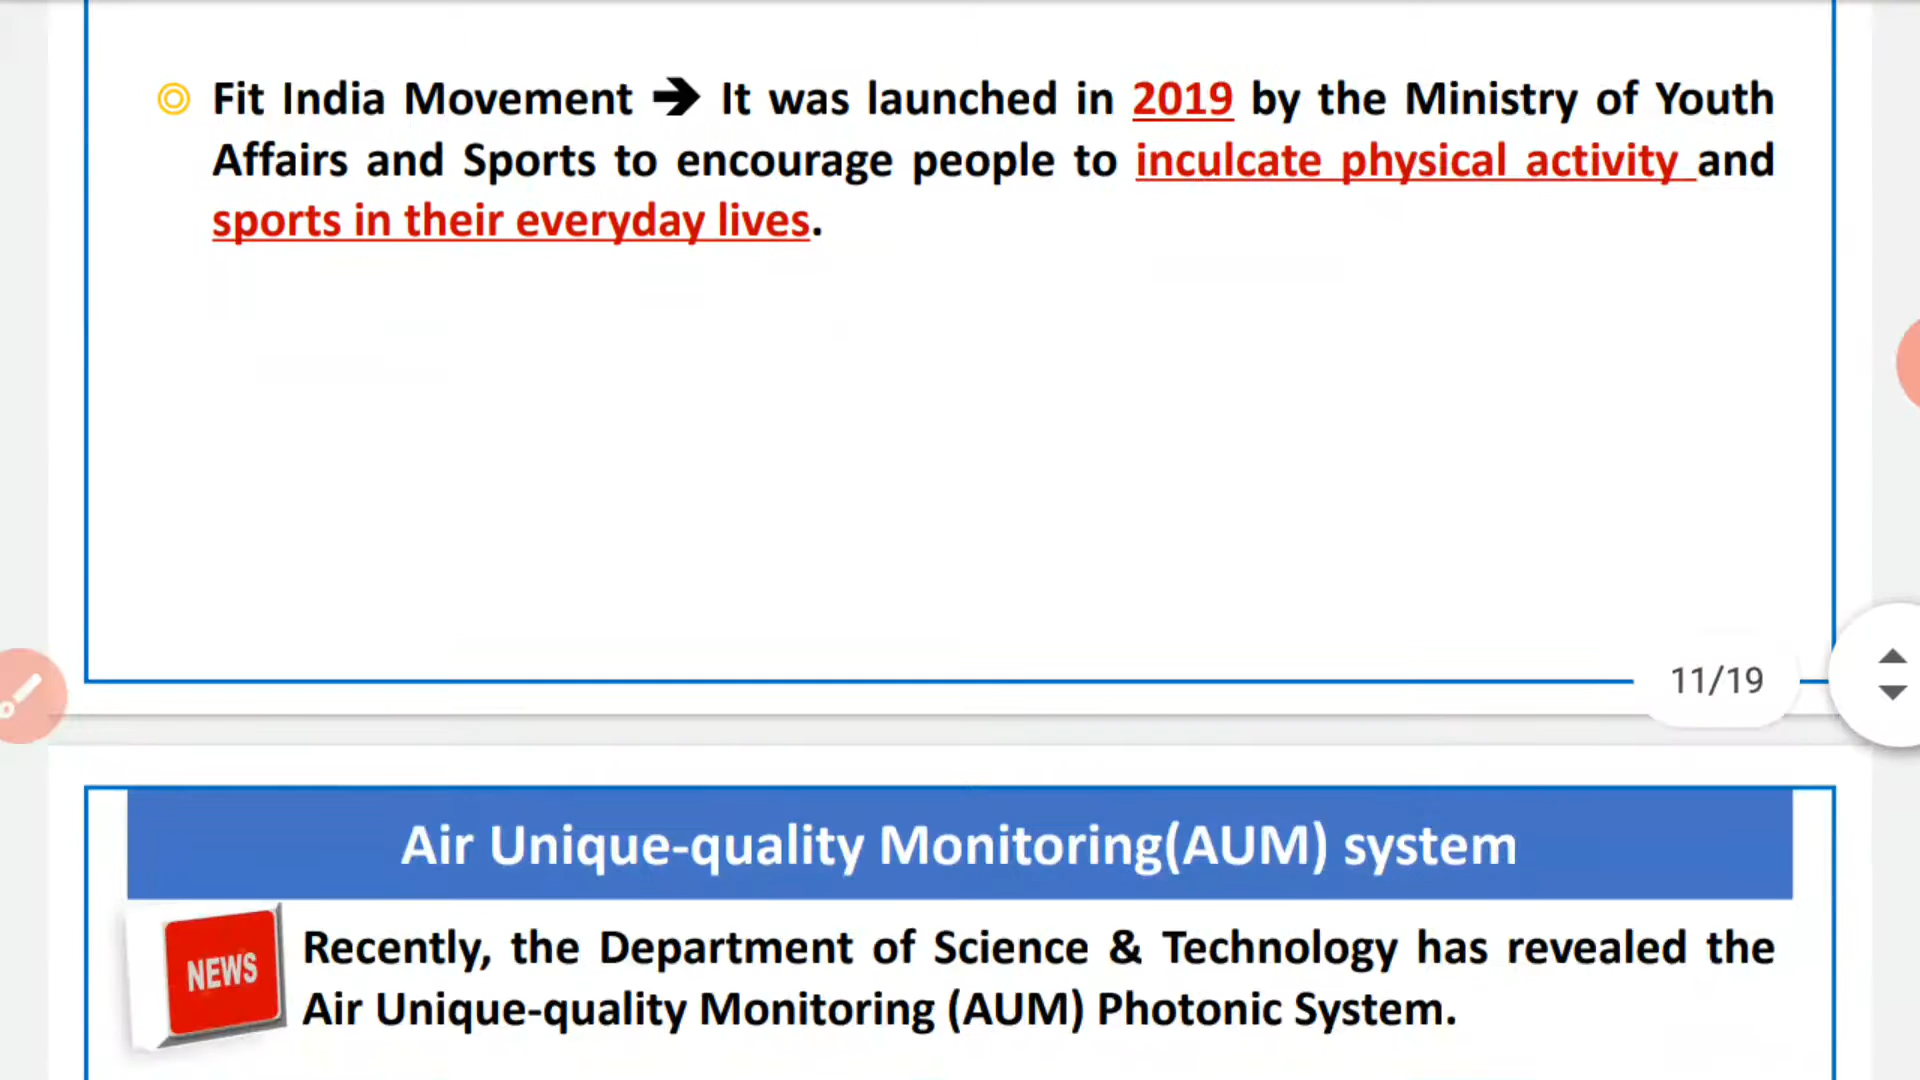 Fit India Movement ➔ It was launched in 2019 by the Ministry of Youth
Affairs and Sports to encourage people to inculcate physical activity and
sports in their everyday lives.
11/19
Air Unique-quality Monitoring(AUM) system
NEWS
Recently, the Department of Science & Technology has revealed the
Air Unique-quality Monitoring (AUM) Photonic System.